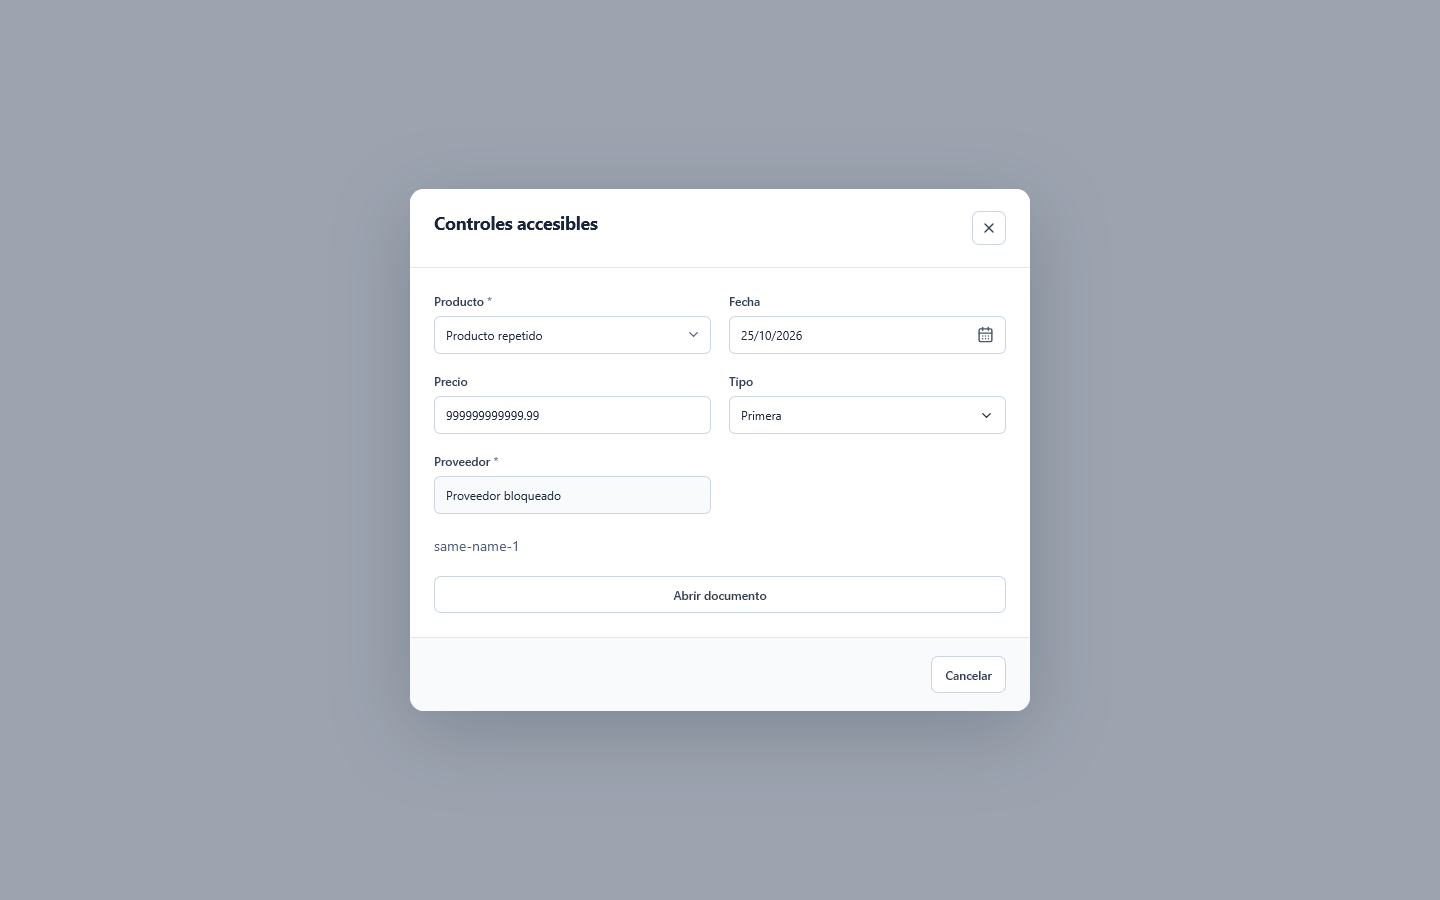 Controles accesibles
Producto *
Fecha
Producto repetido
25/10/2026
Precio
Tipo
999999999999.99
Primera
Proveedor *
Proveedor bloqueado
same-name-1
Abrir documento
Cancelar